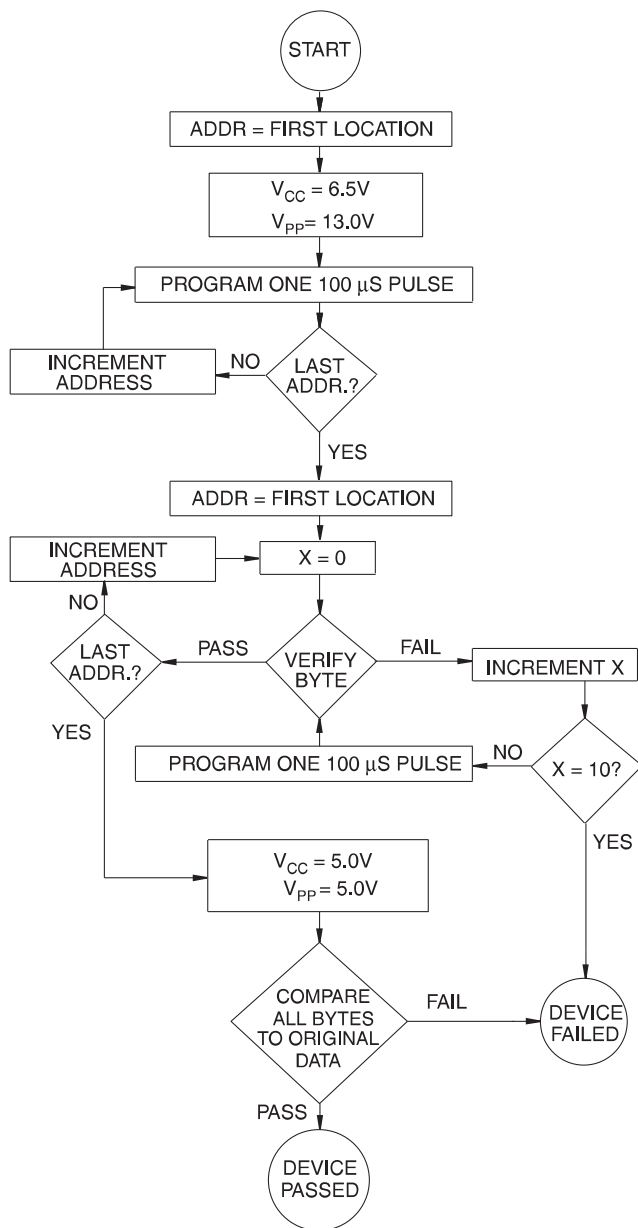 START
ADDR = FIRST LOCATION
VCC = 6.5V
VPP= 13.0V
PROGRAM ONE 100 µS PULSE
INCREMENT
ADDRESS
NO
LAST
ADDR.?
YES
ADDR = FIRST LOCATION
INCREMENT
ADDRESS
X = 0
NO
LAST
ADDR.?
PASS
VERIFY
BYTE
FAIL
INCREMENT X
YES
PROGRAM ONE 100 µS PULSE
NO
X = 10?
YES
VCC = 5.0V
VPP = 5.0V
COMPARE
ALL BYTES
TO ORIGINAL
DATA
FAIL
DEVICE
FAILED
PASS
DEVICE
PASSED